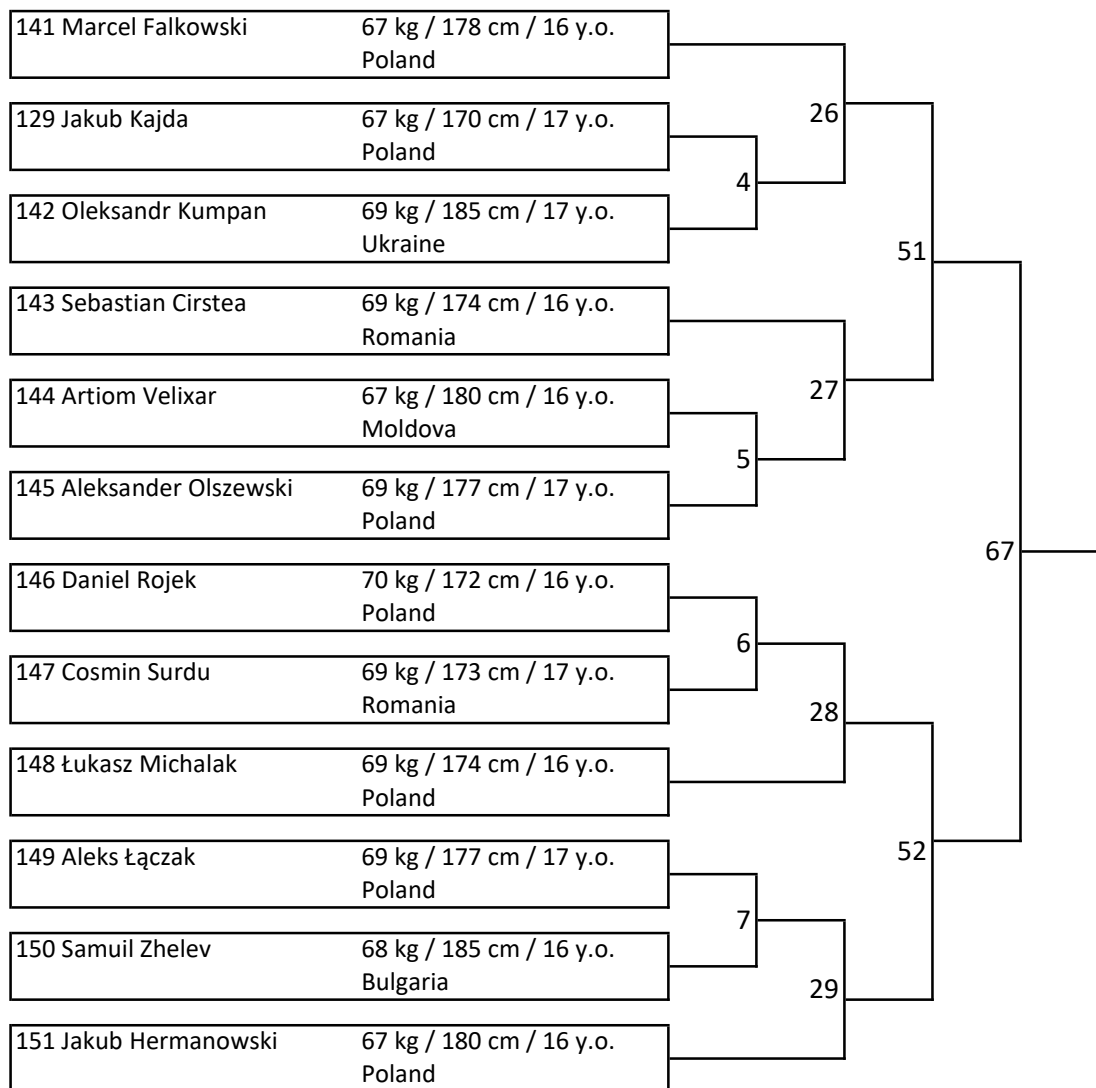 141 Marcel Falkowski 67 kg / 178 cm / 16 y.o.
Poland
26
129 Jakub Kajda 67 kg / 170 cm / 17 y.o.
Poland
4
142 Oleksandr Kumpan 69 kg / 185 cm / 17 y.o.
Ukraine
51
143 Sebastian Cirstea 69 kg / 174 cm / 16 y.o.
Romania
27
144 Artiom Velixar 67 kg / 180 cm / 16 y.o.
Moldova
5
145 Aleksander Olszewski 69 kg / 177 cm / 17 y.o.
Poland
67
146 Daniel Rojek 70 kg / 172 cm / 16 y.o.
Poland
6
147 Cosmin Surdu 69 kg / 173 cm / 17 y.o.
Romania
28
148 Łukasz Michalak 69 kg / 174 cm / 16 y.o.
Poland
52
149 Aleks Łączak 69 kg / 177 cm / 17 y.o.
Poland
7
150 Samuil Zhelev 68 kg / 185 cm / 16 y.o.
Bulgaria
29
151 Jakub Hermanowski 67 kg / 180 cm / 16 y.o.
Poland